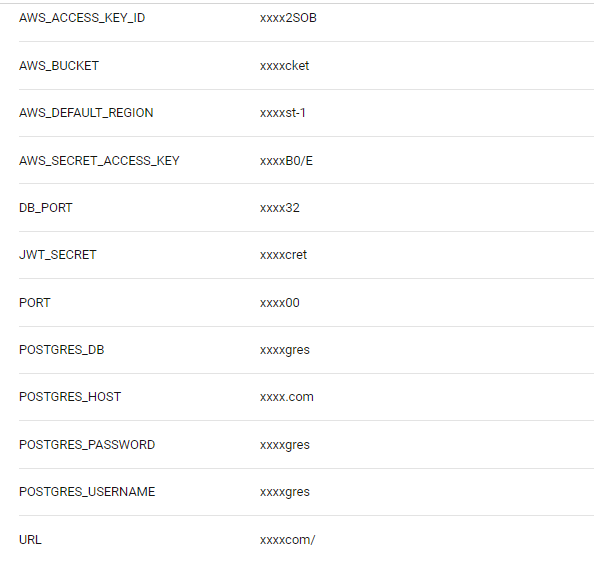 AWS_ACCESS_KEY_ID xxxx2SOB
AWS_BUCKET xxxxcket
AWS_DEFAULT_REGION xxxxst-1
AWS_SECRET_ACCESS_KEY xxxxB0/E
DB_PORT xxxx32
JWT_SECRET xxxxcret
PORT xxxx00
POSTGRES_DB xxxxgres
POSTGRES_HOST xxxx.com
POSTGRES_PASSWORD xxxxgres
POSTGRES_USERNAME xxxxgres
URL xxxxcom/